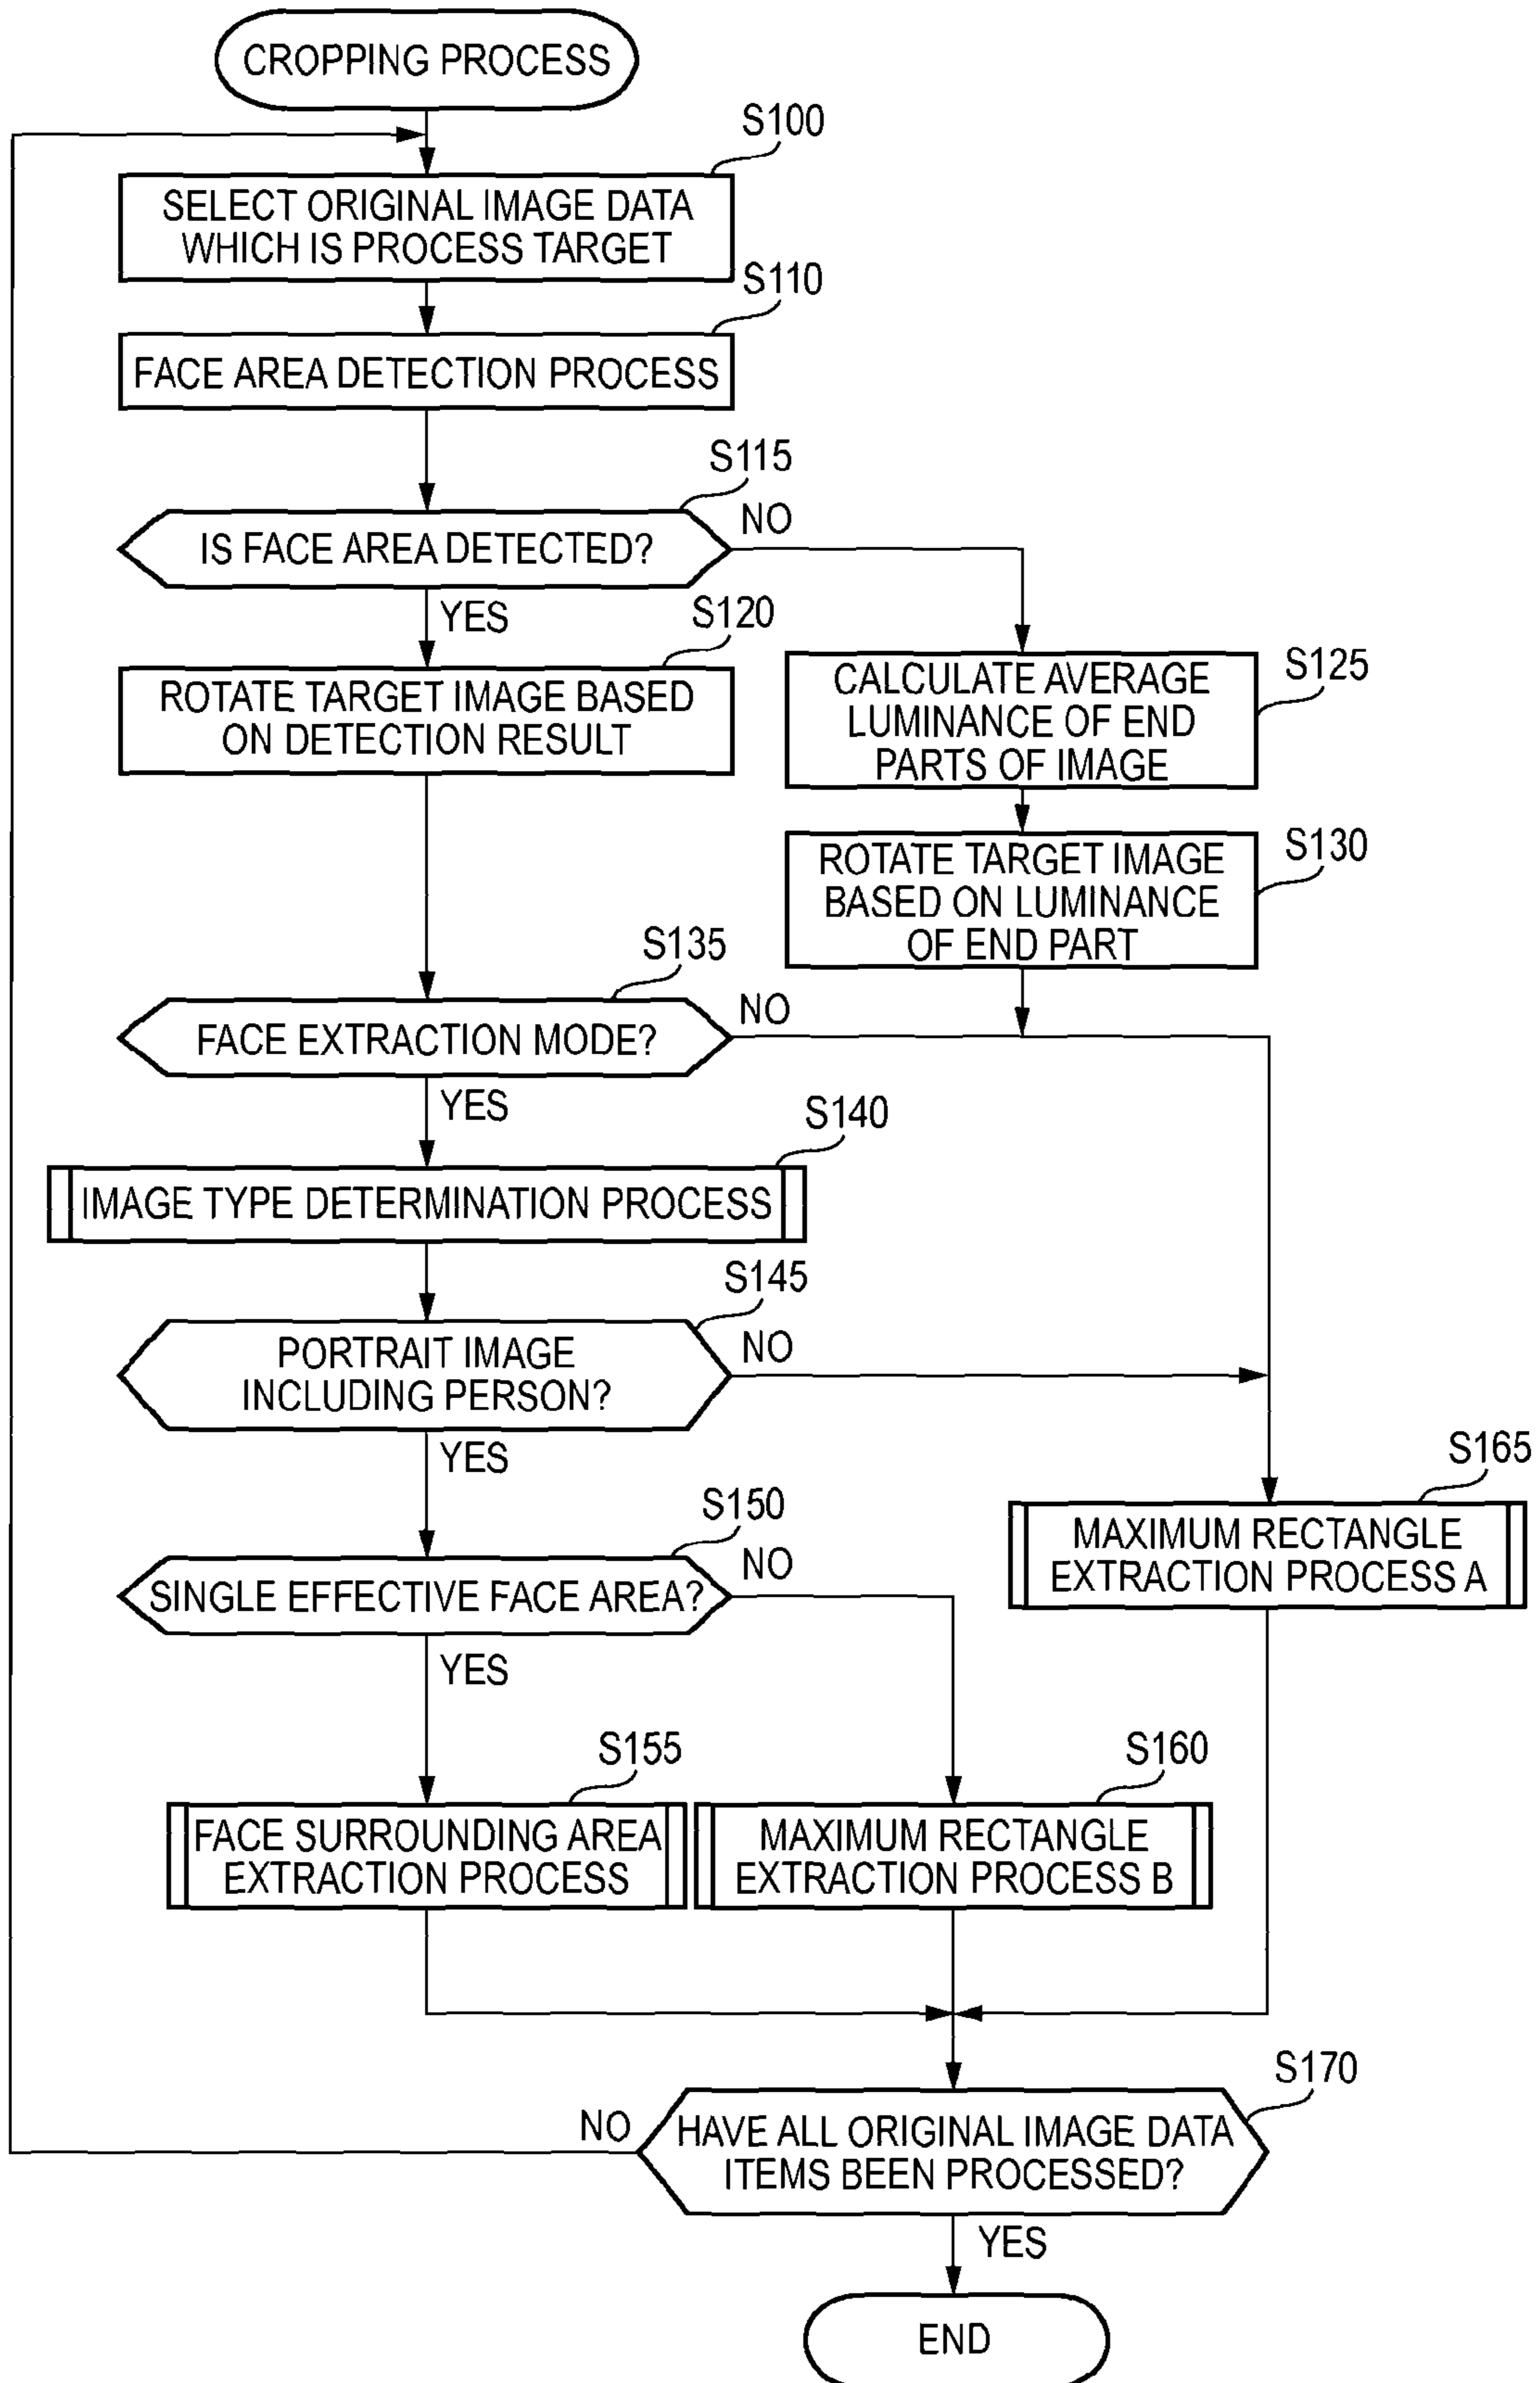 CROPPING PROCESS
S100
SELECT ORIGINAL IMAGE DATA
WHICH IS PROCESS TARGET
S110
FACE AREA DETECTION PROCESS
S115
IS FACE AREA DETECTED?
NO
YES
S120
ROTATE TARGET IMAGE BASED
ON DETECTION RESULT
S125
CALCULATE AVERAGE
LUMINANCE OF END
PARTS OF IMAGE
S130
ROTATE TARGET IMAGE
BASED ON LUMINANCE
OF END PART
S135
FACE EXTRACTION MODE?
NO
YES
S140
IMAGE TYPE DETERMINATION PROCESS
S145
PORTRAIT IMAGE
INCLUDING PERSON?
NO
YES
S150
SINGLE EFFECTIVE FACE AREA?
NO
YES
S165
MAXIMUM RECTANGLE
EXTRACTION PROCESS A
S155
FACE SURROUNDING AREA
EXTRACTION PROCESS
S160
MAXIMUM RECTANGLE
EXTRACTION PROCESS B
S170
HAVE ALL ORIGINAL IMAGE DATA
ITEMS BEEN PROCESSED?
NO
YES
END